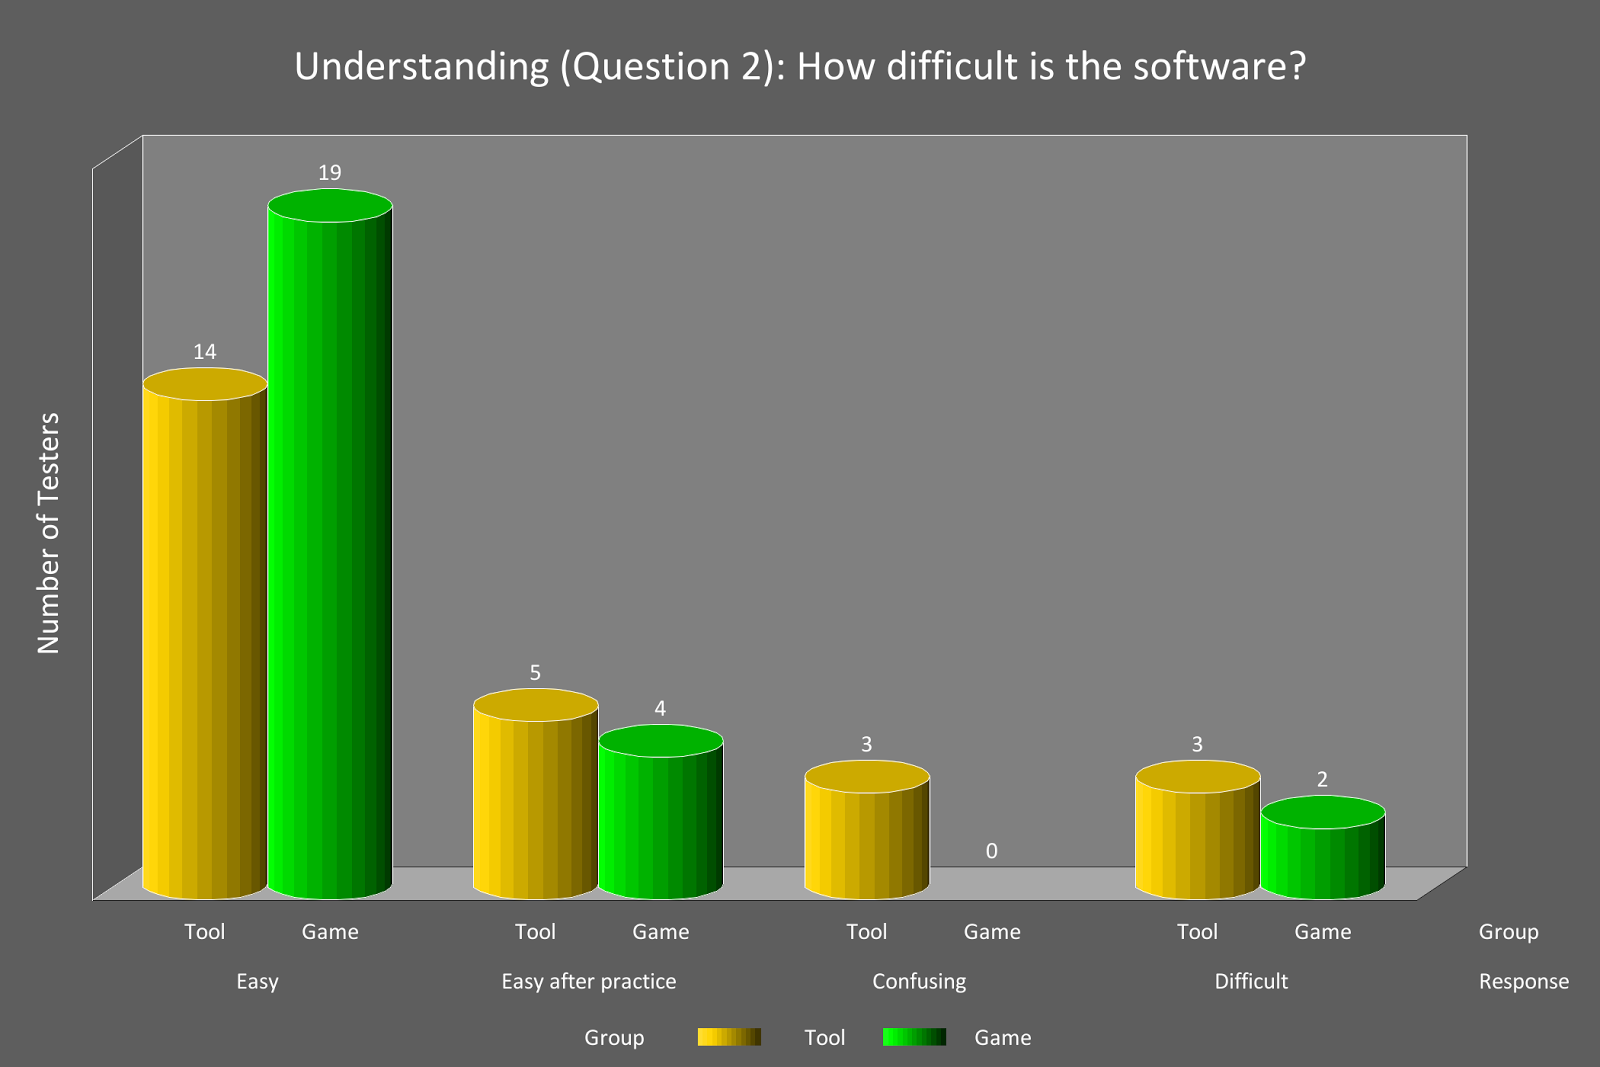 Understanding (Question 2): How difficult is the software?
Number of Testers
14
19
5
4
3
0
3
2
Tool Game Tool Game Tool Game Tool Game Group
Easy Easy after practice Confusing Difficult Response
Group Tool Game